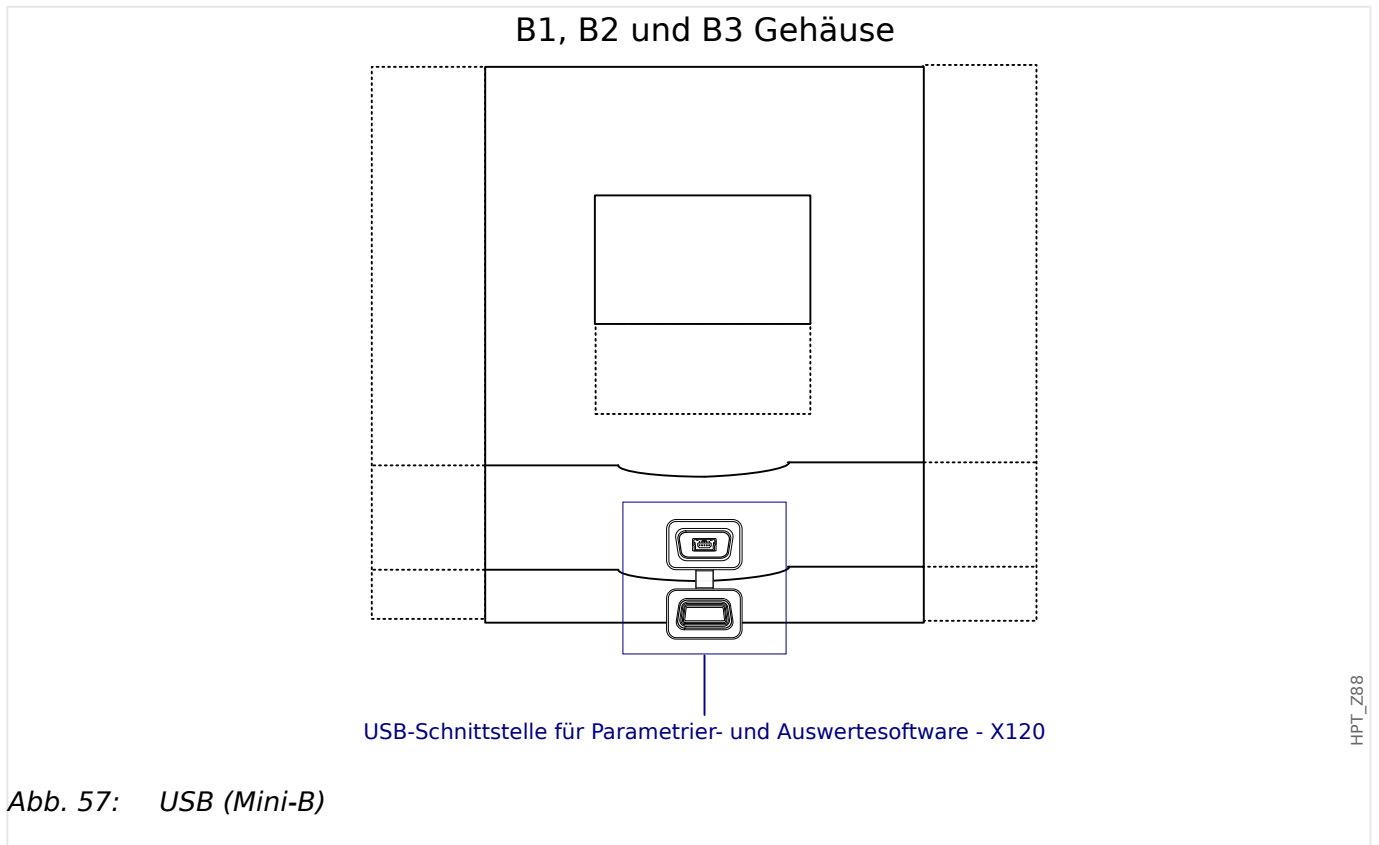 B1, B2 und B3 Gehäuse
USB-Schnittstelle für Parametrier- und Auswertesoftware - X120
HPT_Z88
Abb. 57: USB (Mini-B)